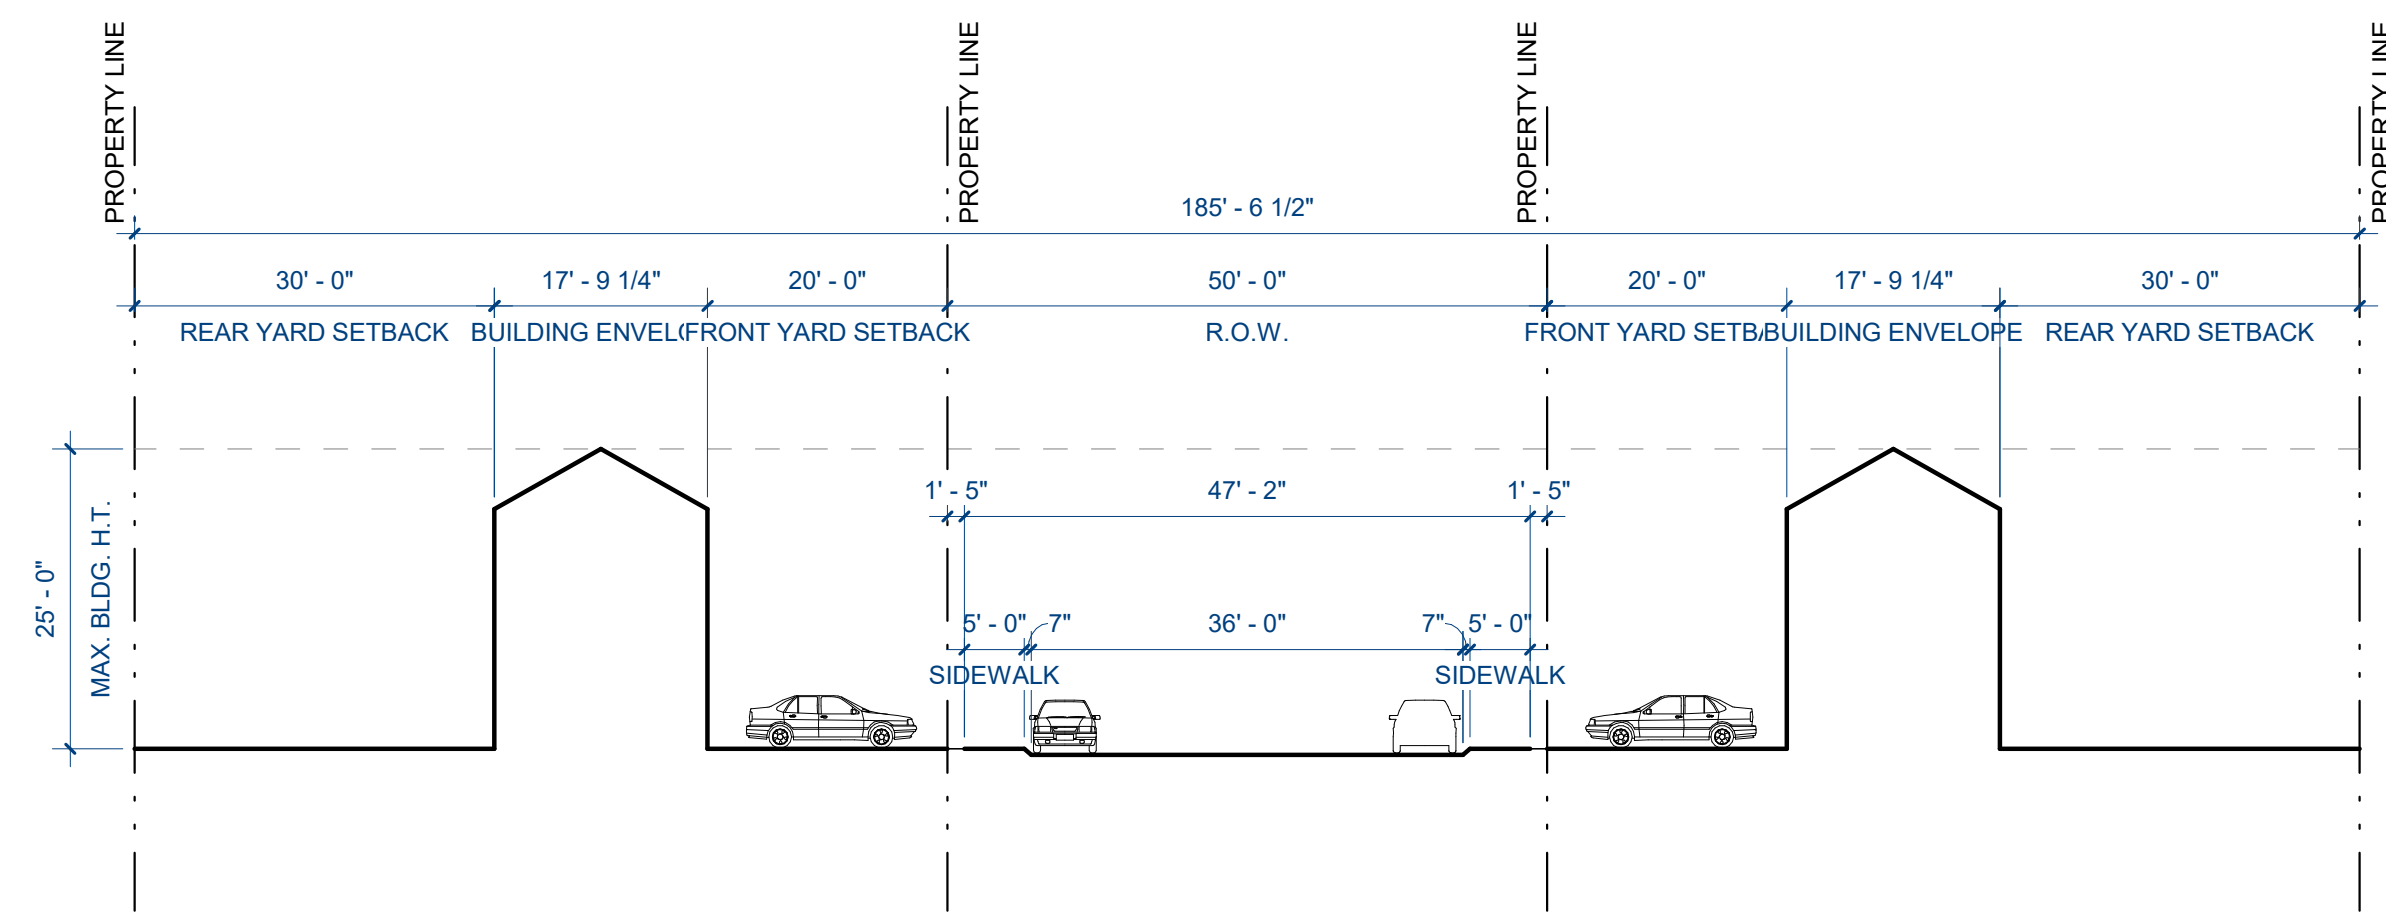 PROPERTY LINE
PROPERTY LINE
PROPERTY LINE
PROPERTY LINE
185' - 6 1/2"
30' - 0"
17' - 9 1/4"
20' - 0"
50' - 0"
20' - 0"
17' - 9 1/4"
30' - 0"
REAR YARD SETBACK
BUILDING ENVELO
FRONT YARD SETBACK
R.O.W.
FRONT YARD SETBA
BUILDING ENVELOPE
REAR YARD SETBACK
25' - 0"
MAX. BLDG. H.T.
1' - 5"
47' - 2"
1' - 5"
5' - 0"
7"
36' - 0"
7"
5' - 0"
SIDEWALK
SIDEWALK